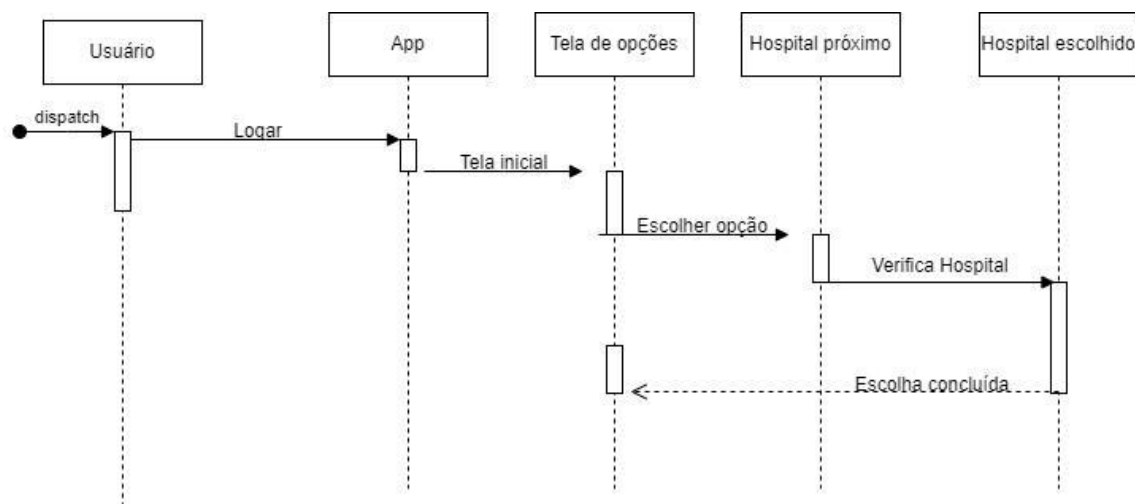 Usuário
App
Tela de opções
Hospital próximo
Hospital escolhido
dispatch
Logar
Tela inicial
Escolher opção
Verifica Hospital
Escolha concluída